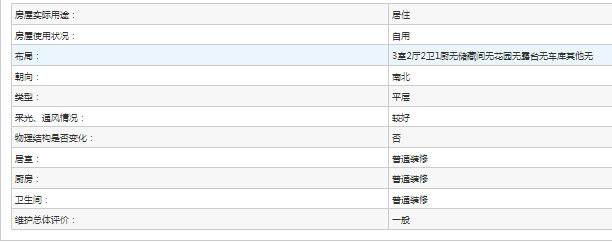 房屋实际用途： 居住
房屋使用状况： 自用
布局： 3室2厅2卫1厨无储藏间无花园无露台无车库其他无
朝向： 南北
类型： 平层
采光、通风情况： 较好
物理结构是否变化： 否
居室： 普通装修
厨房： 普通装修
卫生间： 普通装修
维护总体评价： 一般